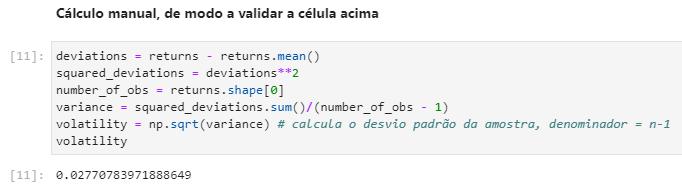 Cálculo manual, de modo a validar a célula acima
[11]: deviations = returns - returns.mean()
squared_deviations = deviations**2
number_of_obs = returns.shape[0]
variance = squared_deviations.sum()/(number_of_obs - 1)
volatility = np.sqrt(variance) # calcula o desvio padrão da amostra, denominador = n-1
volatility
[11]: 0.02770783971888649